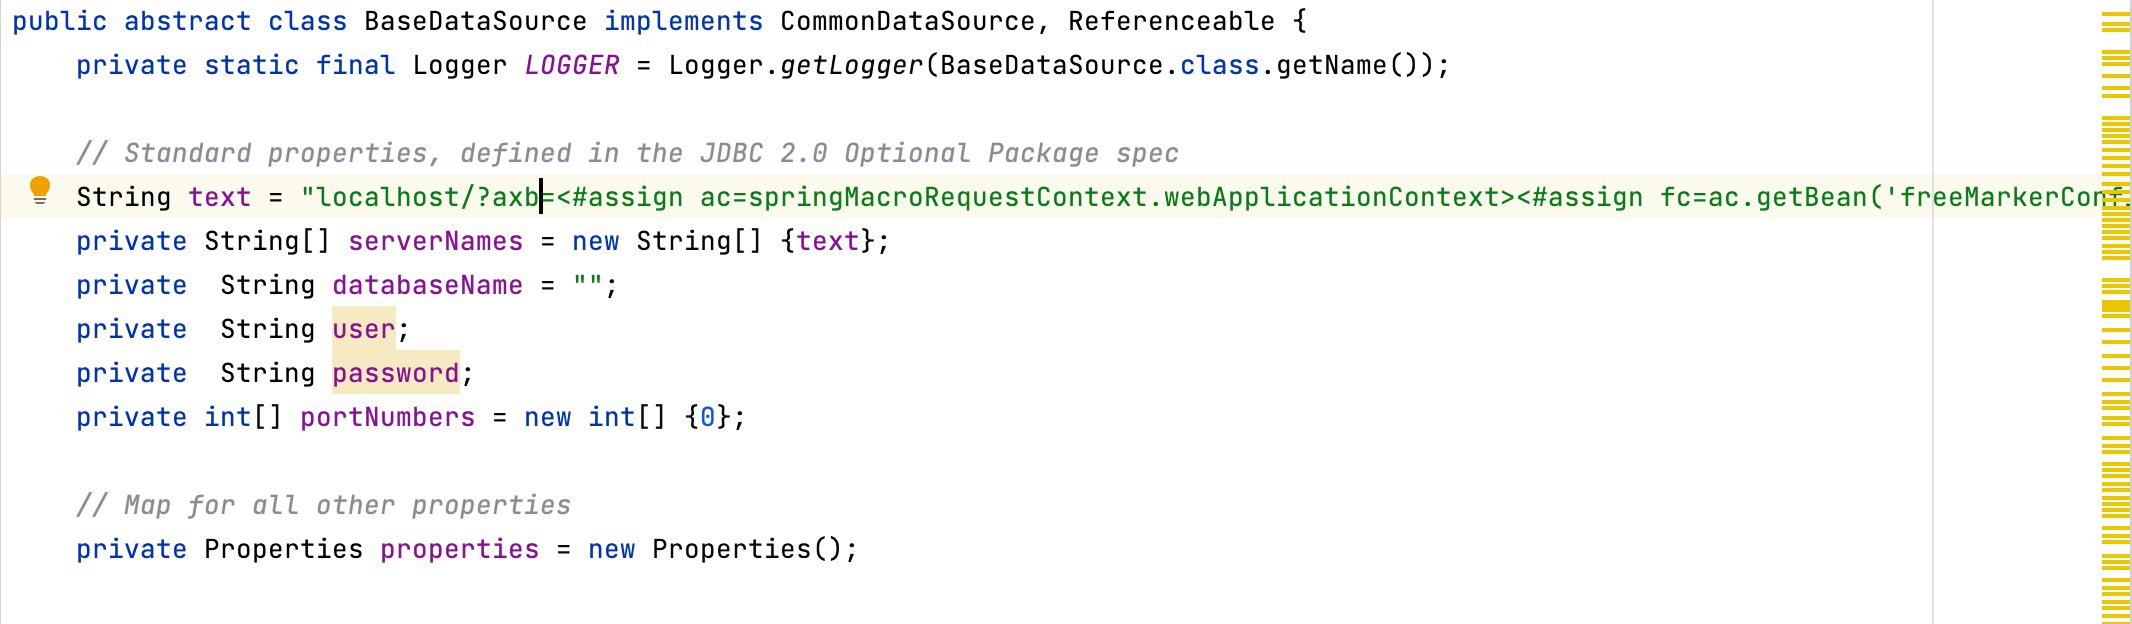 public abstract class BaseDataSource implements CommonDataSource, Referenceable {
private static final Logger LOGGER = Logger.getLogger(BaseDataSource.class.getName());
// Standard properties, defined in the JDBC 2.0 Optional Package spec
String text = "localhost/?axb=<#assign ac=springMacroRequestContext.webApplicationContext><#assign fc=ac.getBean('freeMarkerConfi
private String[] serverNames = new String[] {text};
private  String databaseName = "";
private  String user;
private  String password;
private int[] portNumbers = new int[] {0};
// Map for all other properties
private Properties properties = new Properties();